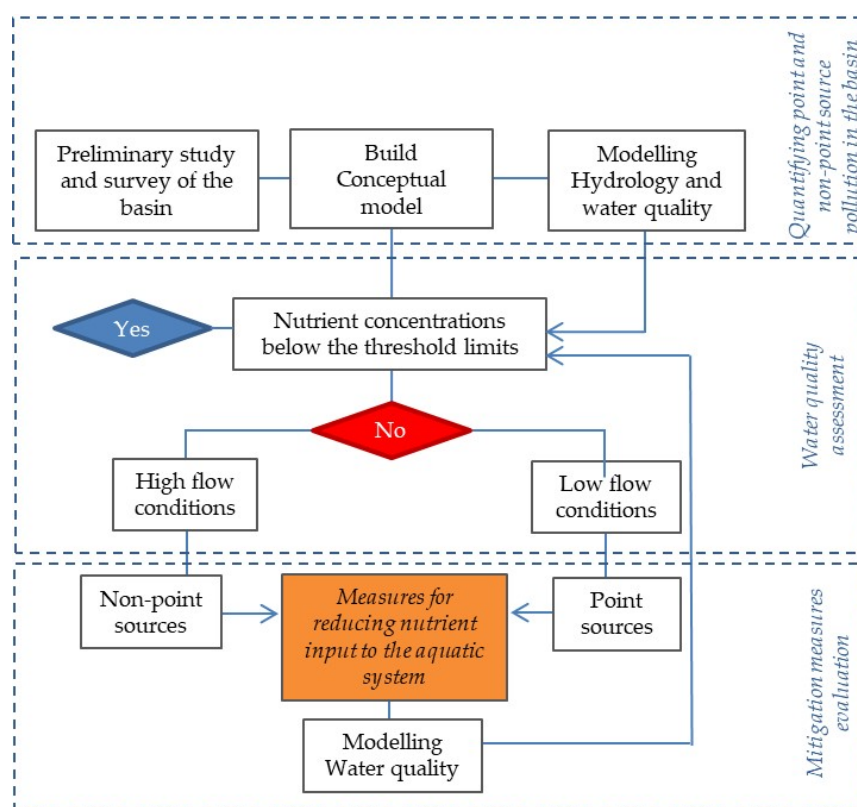 Quantifying point and
non-point source
pollution in the basin
Preliminary study
and survey of the
basin
Build
Conceptual
model
Modelling
Hydrology and
water quality
Water quality
assessment
Yes
Nutrient concentrations
below the threshold limits
No
High flow
conditions
Low flow
conditions
Mitigation measures
evaluation
Non-point
sources
Measures for
reducing nutrient
input to the aquatic
system
Point
sources
Modelling
Water quality